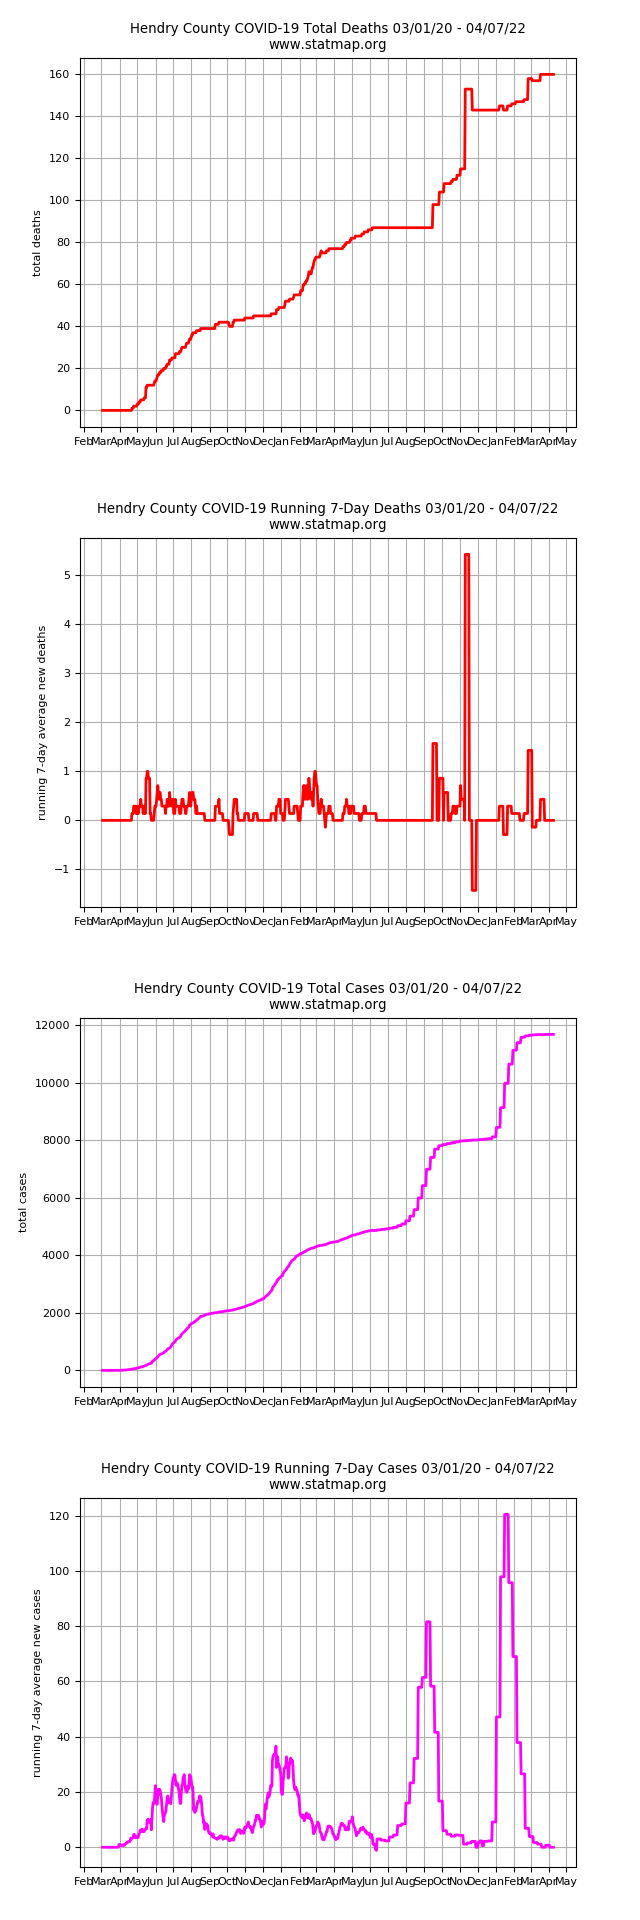 Hendry County COVID-19 Total Deaths 03/01/20 - 04/07/22
www.statmap.org
160
140
120
100
80
60
40
20
0
total deaths
Feb Mar Apr May Jun Jul Aug Sep Oct Nov Dec Jan Feb Mar Apr May Jun Jul Aug Sep Oct Nov Dec Jan Feb Mar Apr May
Hendry County COVID-19 Running 7-Day Deaths 03/01/20 - 04/07/22
www.statmap.org
5
4
3
2
1
0
−1
running 7-day average new deaths
Feb Mar Apr May Jun Jul Aug Sep Oct Nov Dec Jan Feb Mar Apr May Jun Jul Aug Sep Oct Nov Dec Jan Feb Mar Apr May
Hendry County COVID-19 Total Cases 03/01/20 - 04/07/22
www.statmap.org
12000
10000
8000
6000
4000
2000
0
total cases
Feb Mar Apr May Jun Jul Aug Sep Oct Nov Dec Jan Feb Mar Apr May Jun Jul Aug Sep Oct Nov Dec Jan Feb Mar Apr May
Hendry County COVID-19 Running 7-Day Cases 03/01/20 - 04/07/22
www.statmap.org
120
100
80
60
40
20
0
running 7-day average new cases
Feb Mar Apr May Jun Jul Aug Sep Oct Nov Dec Jan Feb Mar Apr May Jun Jul Aug Sep Oct Nov Dec Jan Feb Mar Apr May